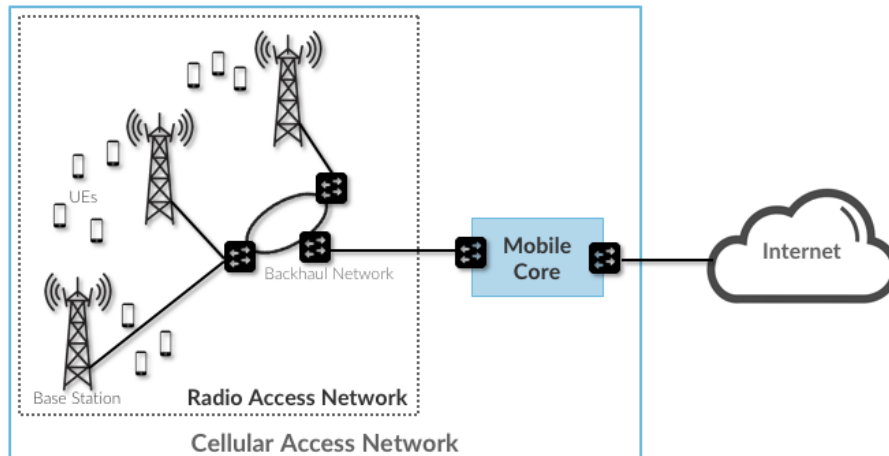 UEs
Backhaul Network
Base Station
Radio Access Network
Cellular Access Network
Mobile
Core
Internet